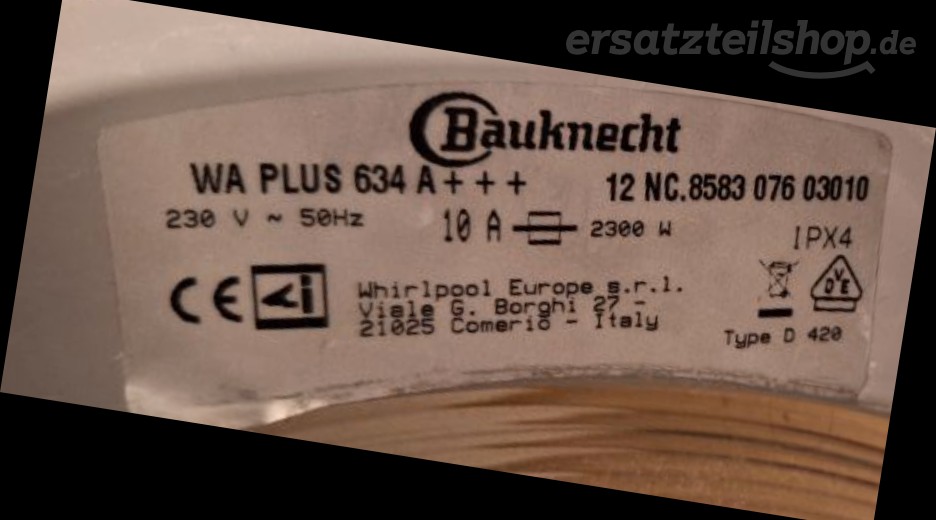 ersatzteilshop.de
Bauknecht
WA PLUS 634 A+++ 12 NC.8583 076 03010
230 V ~ 50Hz 10 A 2300 W
IPX4
CE i DVE
Whirlpool Europe s.r.l.
Viale G. Borghi 27 -
21025 Comerio - Italy
Type D 420